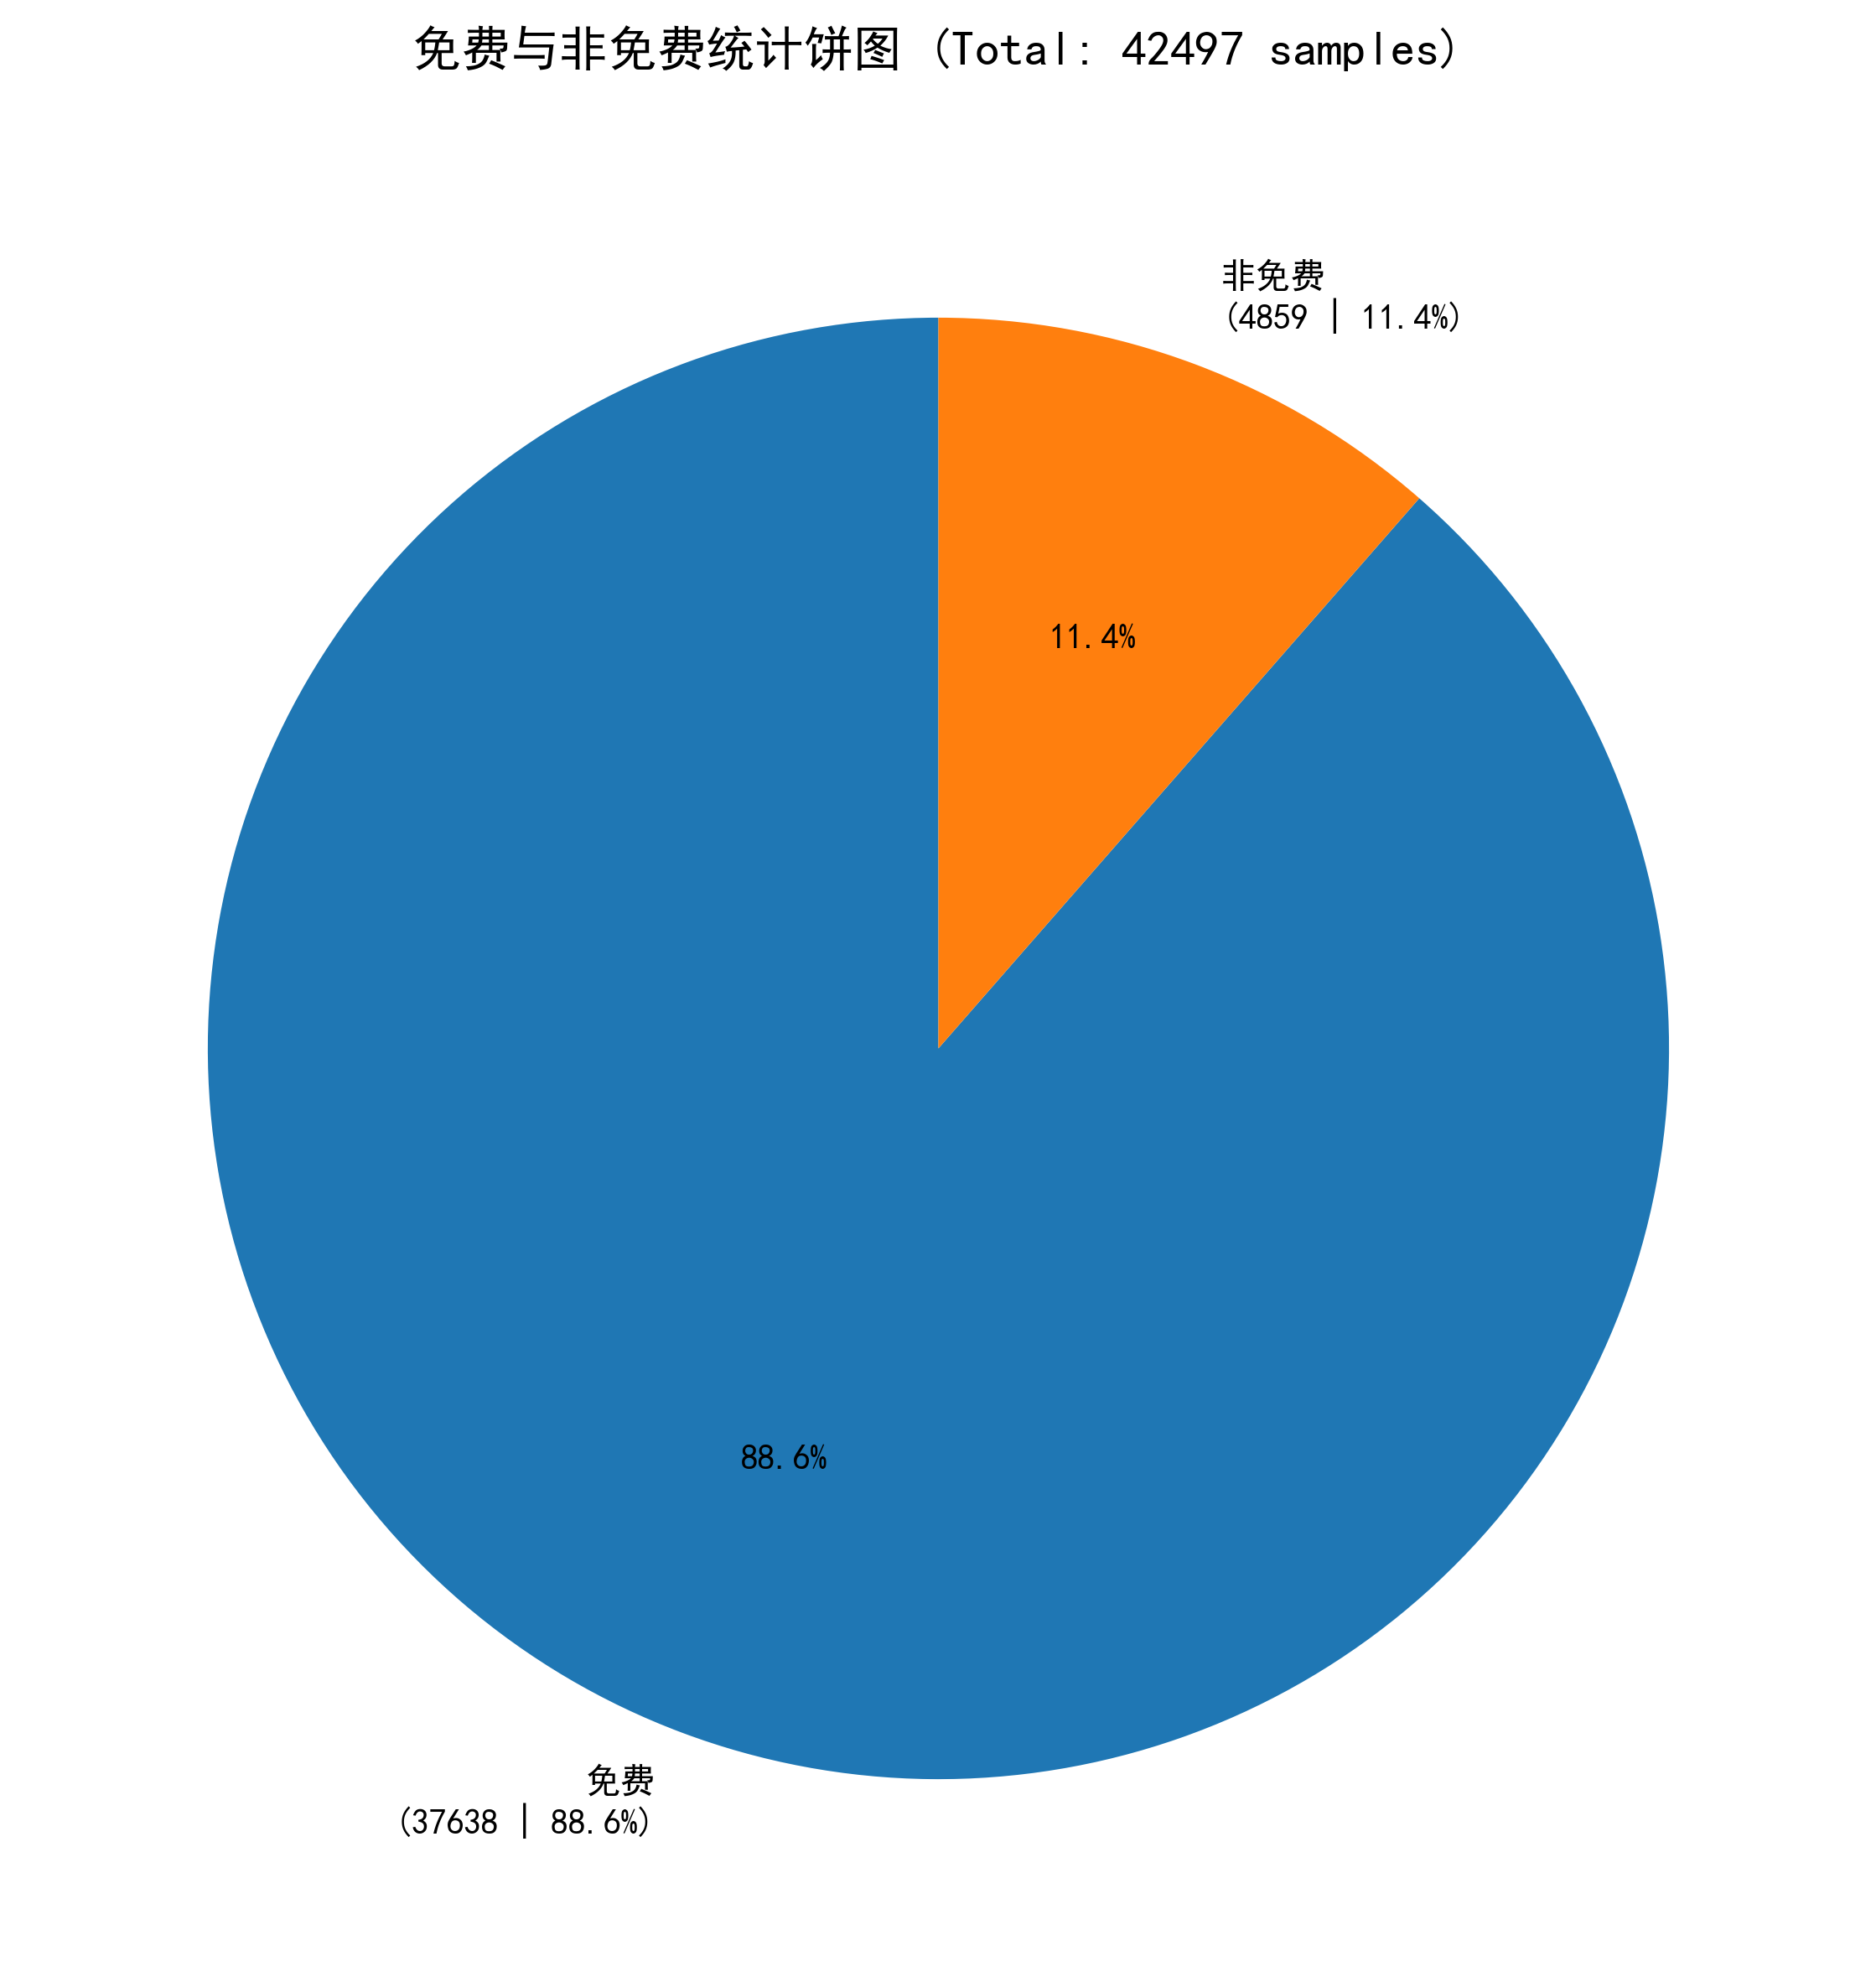 免费与非免费统计饼图 (Total: 42497 samples)
非免费
(4859 | 11.4%)
11.4%
88.6%
免费
(37638 | 88.6%)